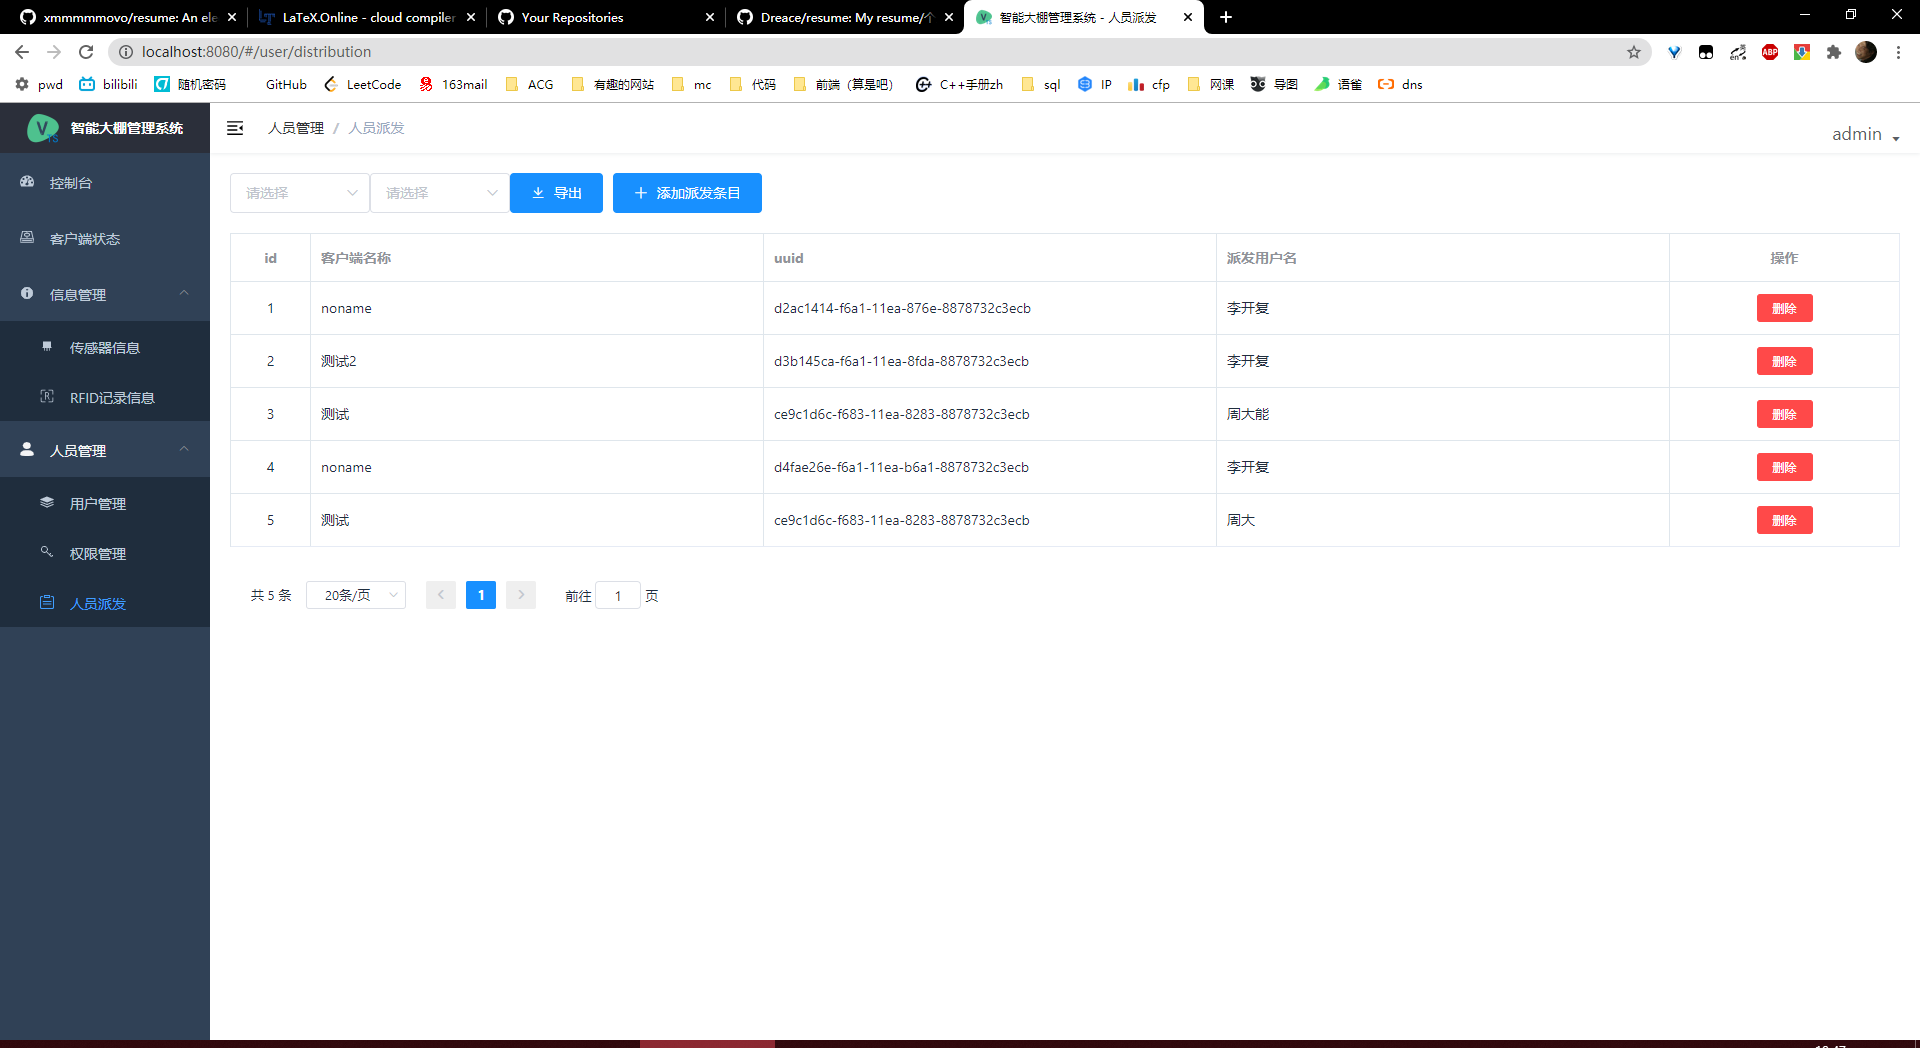 xmmmmmovo/resume: An ele
LaTeX.Online - cloud compiler
Your Repositories
Dreace/resume: My resume/个
智能大棚管理系统 - 人员派发
localhost:8080/#/user/distribution
pwd bilibili 随机密码 GitHub LeetCode 163mail ACG 有趣的网站 mc 代码 前端（算是吧） C++手册zh sql IP cfp 网课 导图 语雀 dns
智能大棚管理系统
人员管理 / 人员派发
admin
控制台
客户端状态
信息管理
传感器信息
RFID记录信息
人员管理
用户管理
权限管理
人员派发
请选择 请选择 导出 添加派发条目
id 客户端名称 uuid 派发用户名 操作
1 noname d2ac1414-f6a1-11ea-876e-8878732c3ecb 李开复 删除
2 测试2 d3b145ca-f6a1-11ea-8fda-8878732c3ecb 李开复 删除
3 测试 ce9c1d6c-f683-11ea-8283-8878732c3ecb 周大能 删除
4 noname d4fae26e-f6a1-11ea-b6a1-8878732c3ecb 李开复 删除
5 测试 ce9c1d6c-f683-11ea-8283-8878732c3ecb 周大 删除
共 5 条 20条/页 1 前往 1 页